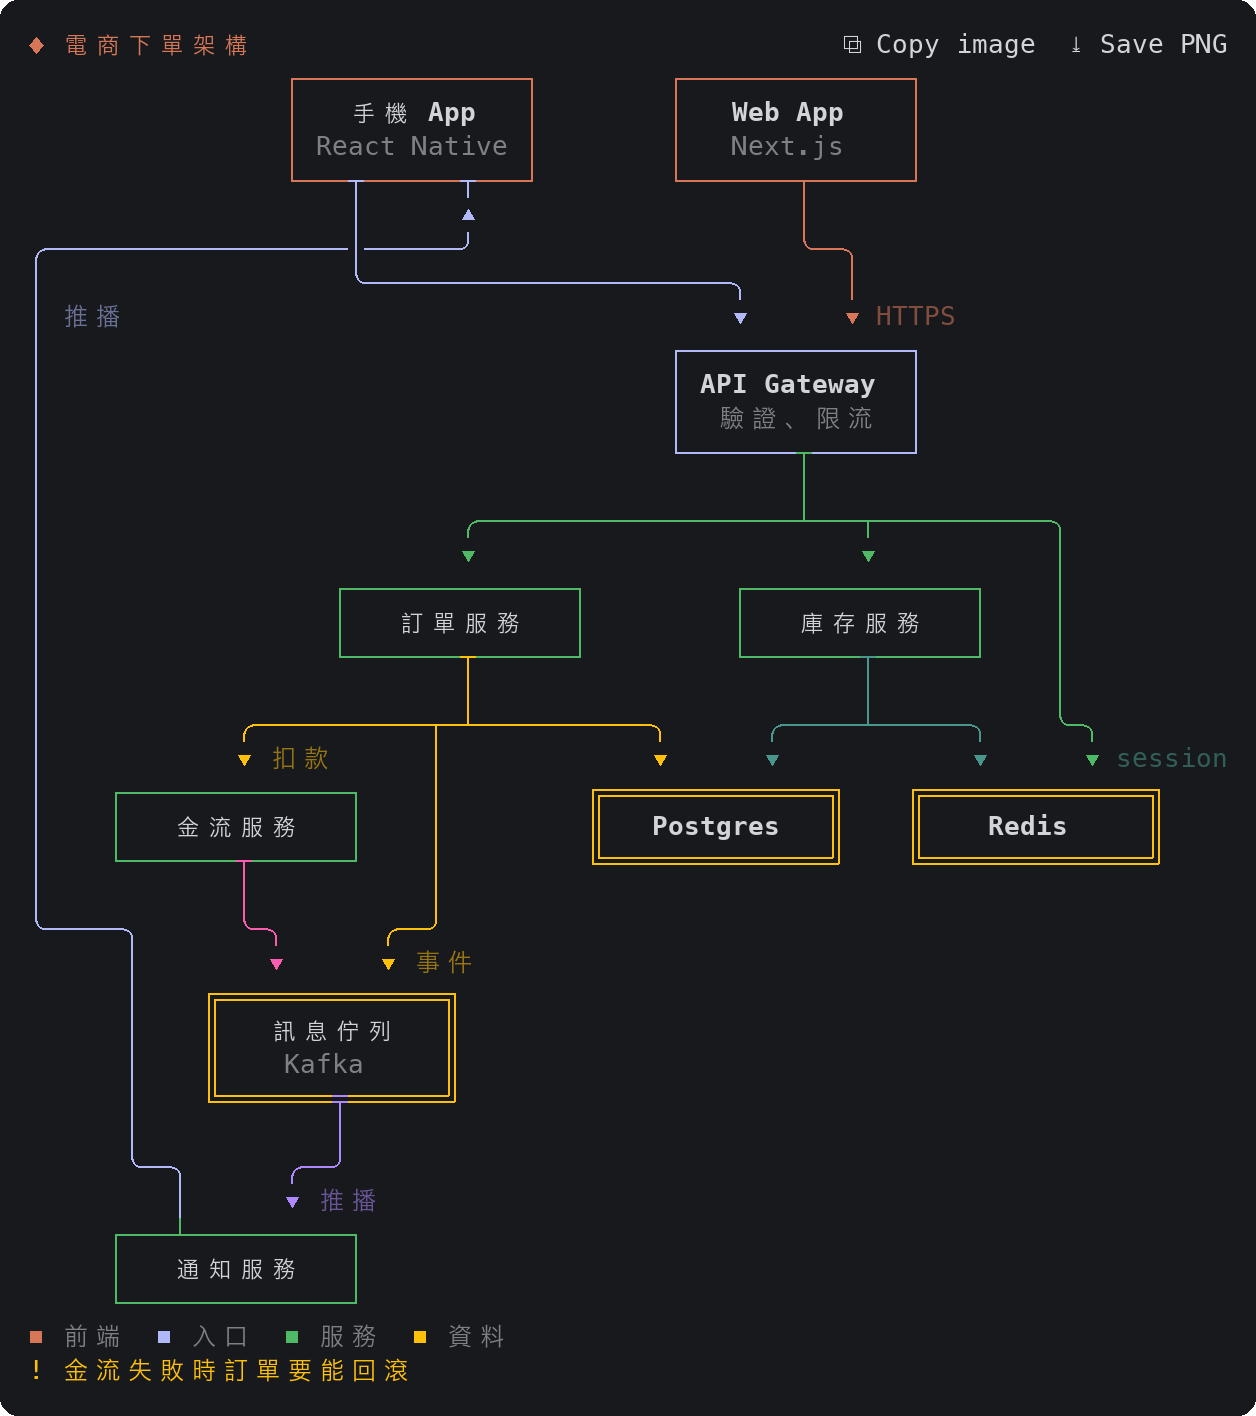 電商下單架構
Copy image
Save PNG
手機 App
React Native
Web App
Next.js
推播
HTTPS
API Gateway
驗證、限流
訂單服務
庫存服務
扣款
session
金流服務
Postgres
Redis
事件
訊息佇列
Kafka
推播
通知服務
前端 入口 服務 資料
! 金流失敗時訂單要能回滾